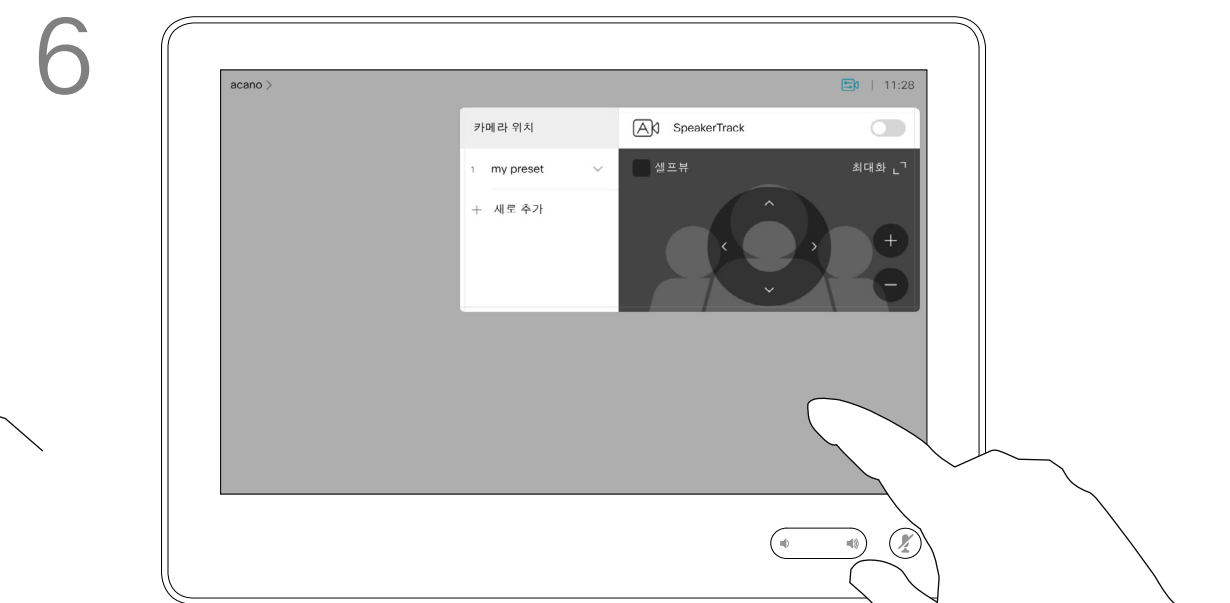 6
acano >
11:28
카메라 위치
SpeakerTrack
1 my preset
셀프뷰
최대화
+ 새로 추가